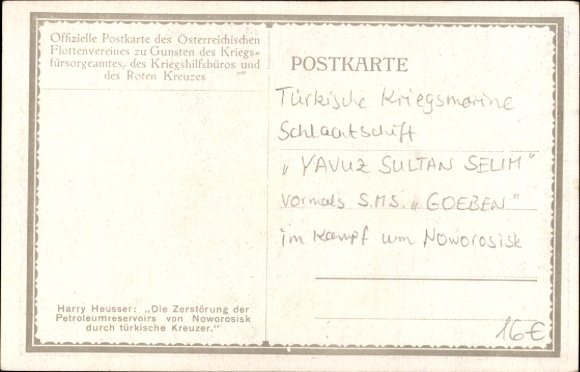 Offizielle Postkarte des Österreichischen
Flottenvereines zu Gunsten des Kriegs-
fürsorgeamtes, des Kriegshilfsbüros und
des Roten Kreuzes
POSTKARTE
Türkische Kriegsmarine
Schlachtschiff
„YAVUZ SULTAN SELIM"
vormals S.M.S. „GOEBEN"
im Kampf um Noworosisk
Harry Heusser: „Die Zerstörung der
Petroleumreservoirs von Noworosisk
durch türkische Kreuzer."
16€